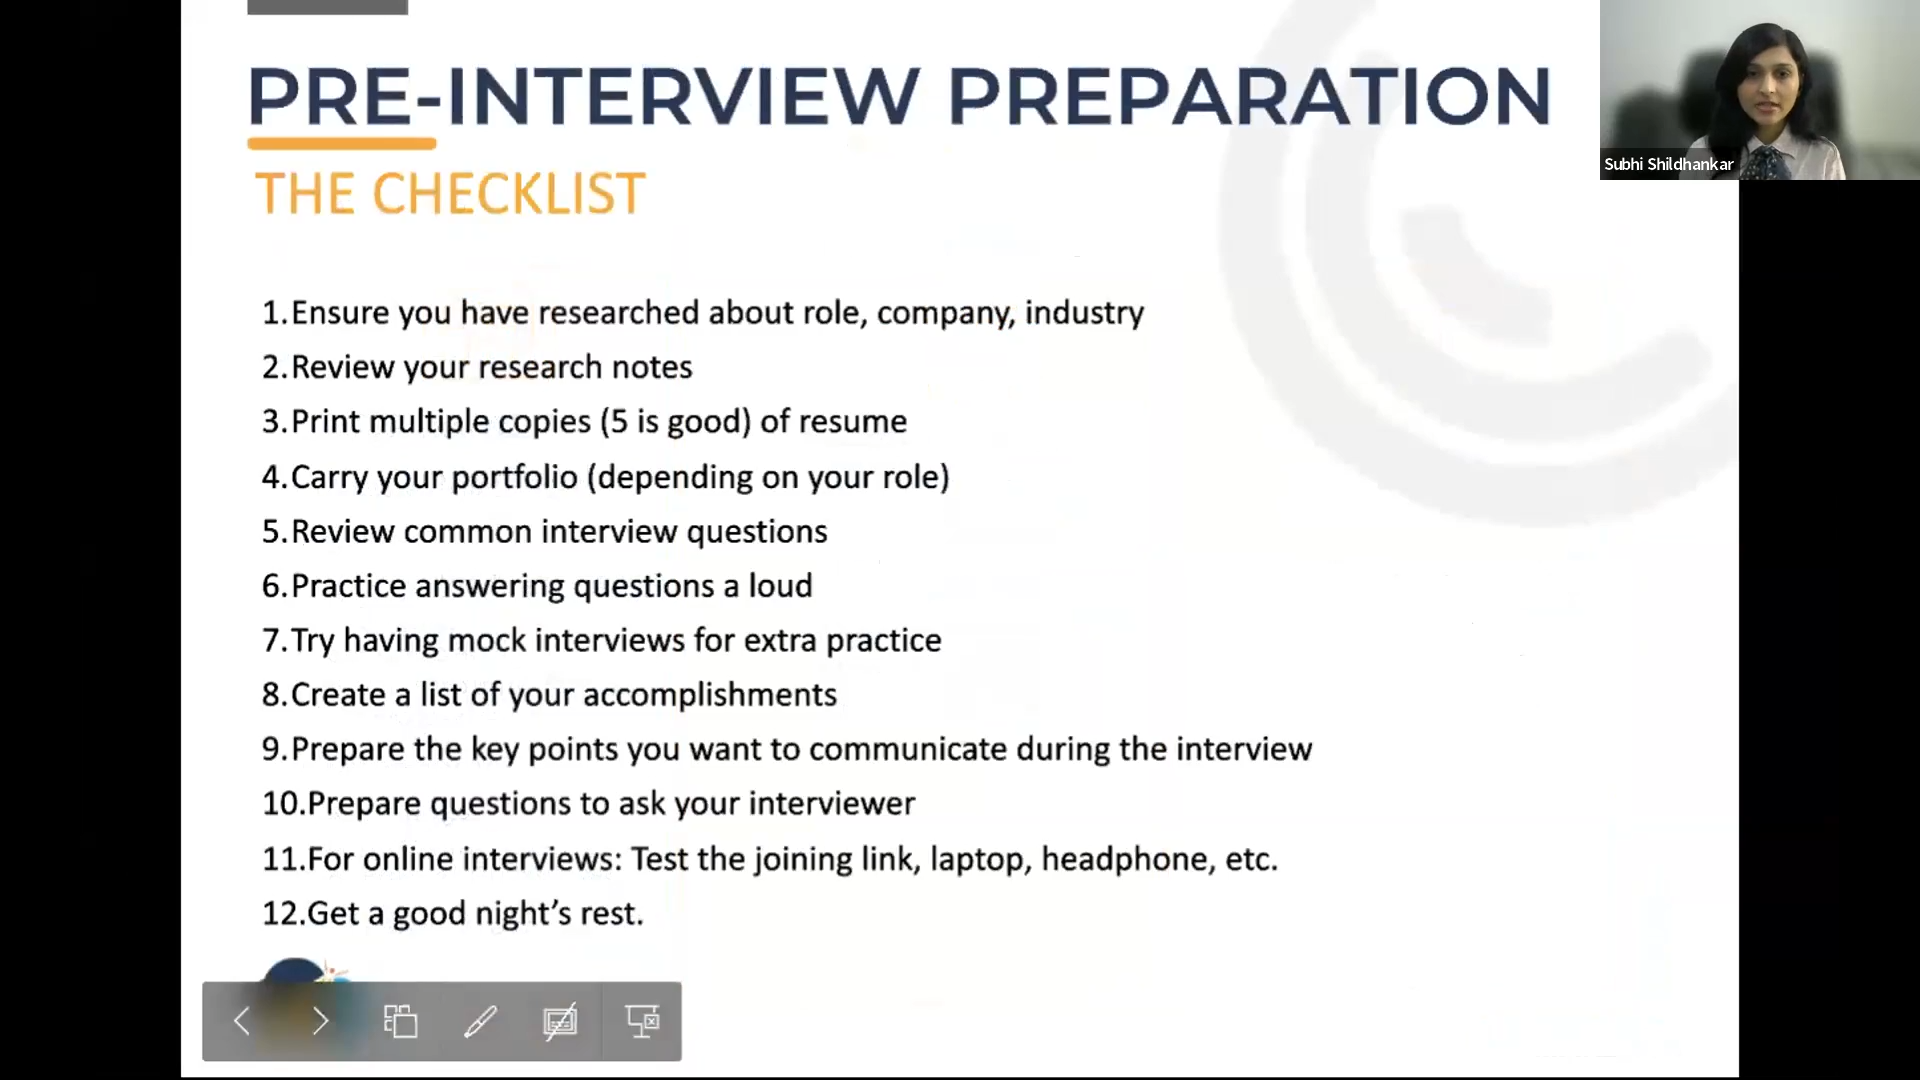 PRE-INTERVIEW PREPARATION
THE CHECKLIST
Subhi Shildhankar
1.Ensure you have researched about role, company, industry
2.Review your research notes
3.Print multiple copies (5 is good) of resume
4.Carry your portfolio (depending on your role)
5.Review common interview questions
6.Practice answering questions a loud
7.Try having mock interviews for extra practice
8.Create a list of your accomplishments
9.Prepare the key points you want to communicate during the interview
10.Prepare questions to ask your interviewer
11.For online interviews: Test the joining link, laptop, headphone, etc.
12.Get a good night’s rest.